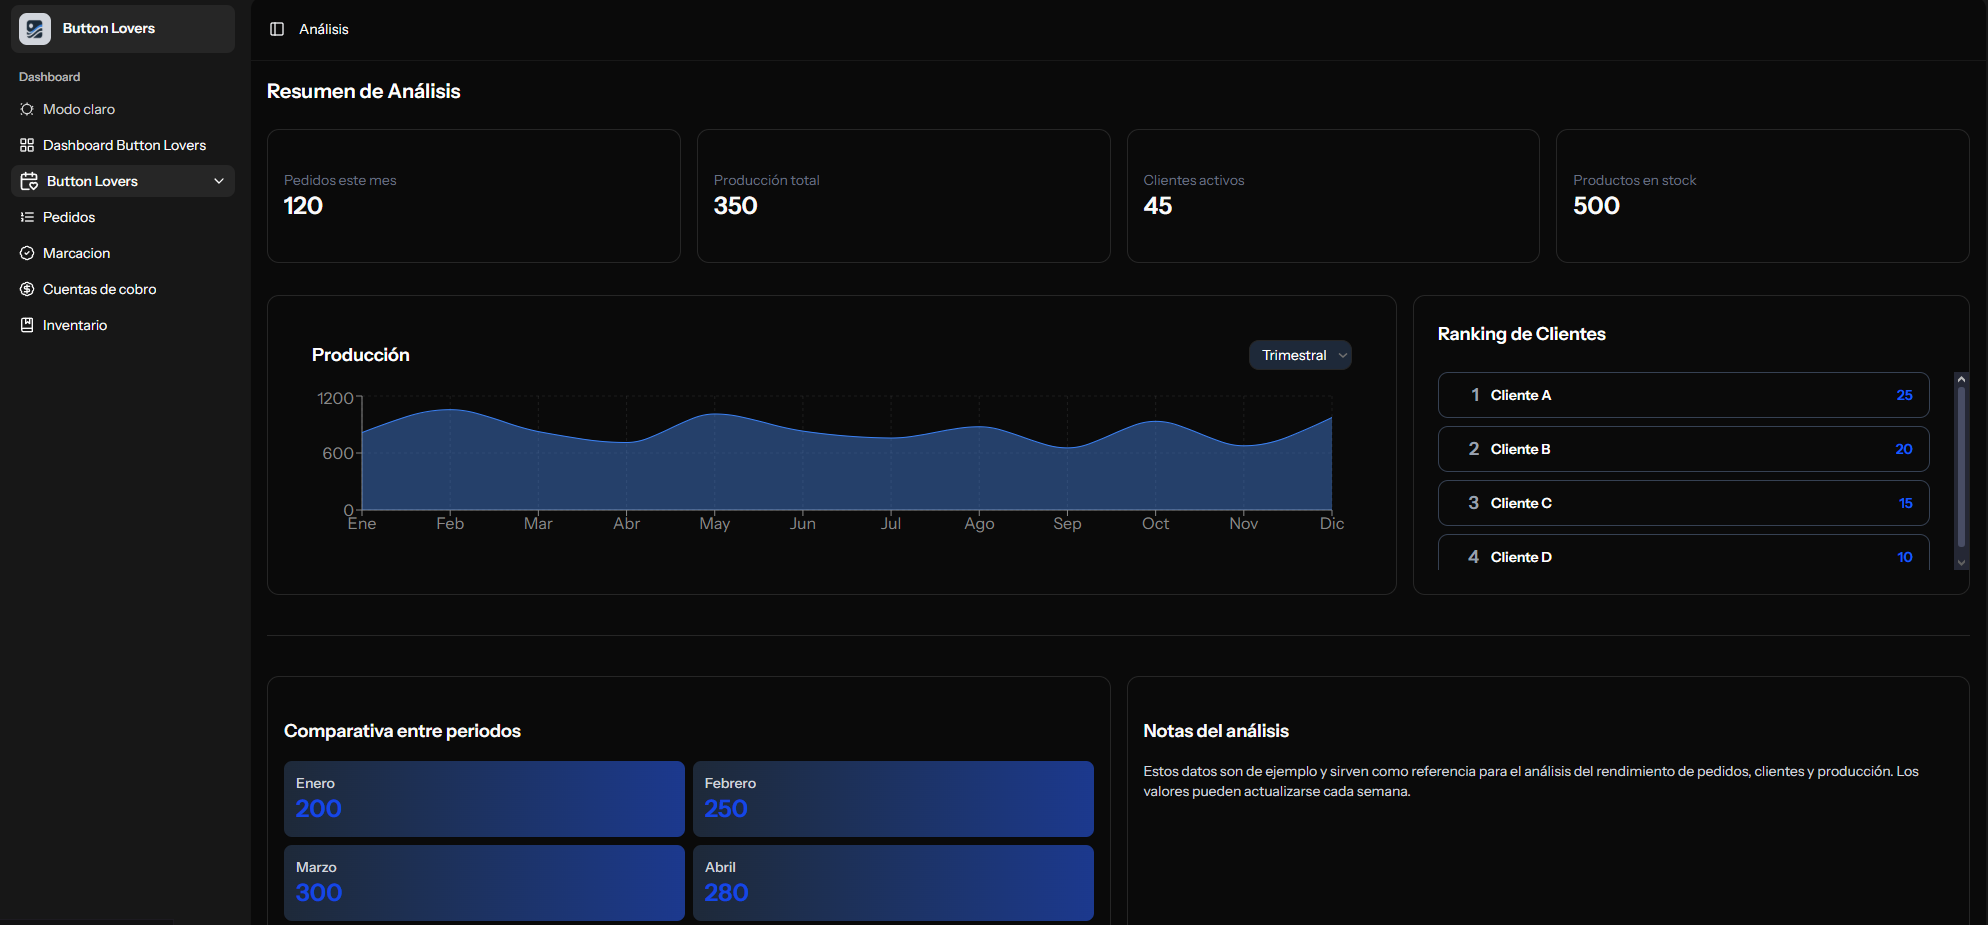 Button Lovers
Dashboard
Modo claro
Dashboard Button Lovers
Button Lovers
Pedidos
Marcacion
Cuentas de cobro
Inventario
Análisis
Resumen de Análisis
Pedidos este mes
120
Producción total
350
Clientes activos
45
Productos en stock
500
Producción
Trimestral
1200
600
0
Ene Feb Mar Abr May Jun Jul Ago Sep Oct Nov Dic
Ranking de Clientes
1 Cliente A 25
2 Cliente B 20
3 Cliente C 15
4 Cliente D 10
Comparativa entre periodos
Enero
200
Febrero
250
Marzo
300
Abril
280
Notas del análisis
Estos datos son de ejemplo y sirven como referencia para el análisis del rendimiento de pedidos, clientes y producción. Los
valores pueden actualizarse cada semana.